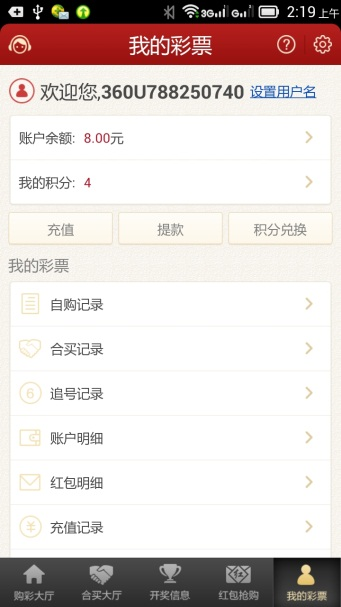 3G G 2:19 上午
我的彩票
欢迎您,360U788250740 设置用户名
账户余额: 8.00元
我的积分: 4
充值 提款 积分兑换
我的彩票
自购记录
合买记录
6 追号记录
账户明细
红包明细
¥ 充值记录
购彩大厅 合买大厅 开奖信息 红包抢购 我的彩票